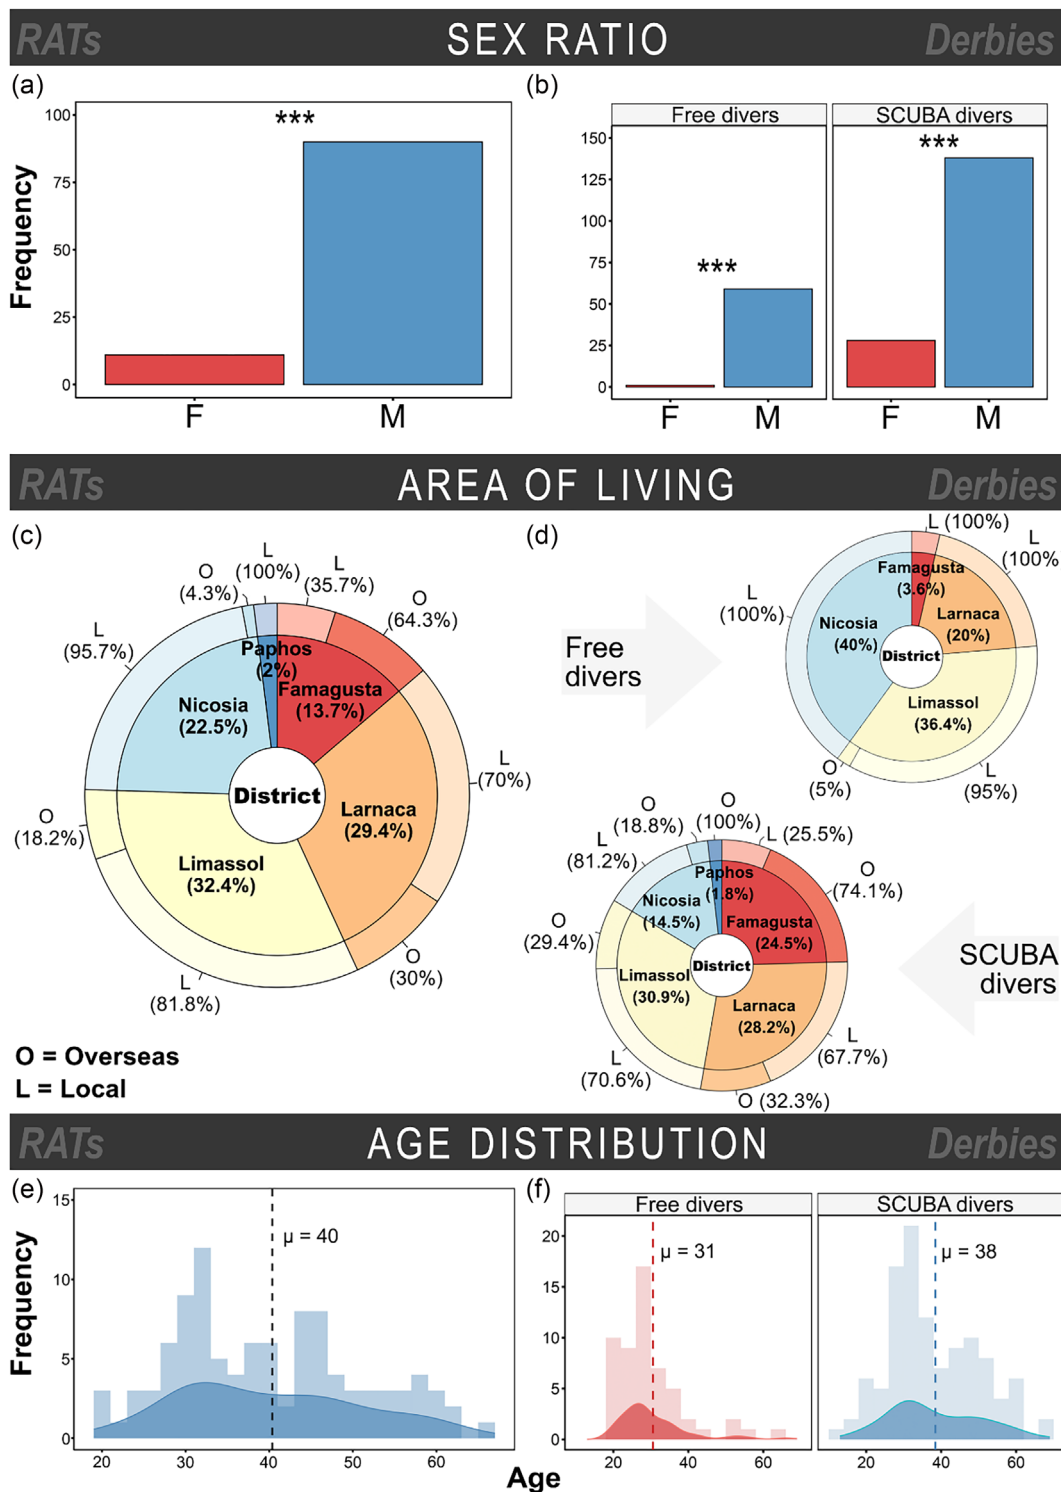 RATs SEX RATIO Derbies
(a)
100
75
50
25
0
Frequency
***
F M
(b)
Free divers SCUBA divers
150
125
100
75
50
25
0
***
***
F M F M
RATs AREA OF LIVING Derbies
(c)
O
(4.3%)
L
(100%)
L
(35.7%)
O
(64.3%)
L
(95.7%)
Paphos
(2%)
Famagusta
(13.7%)
Nicosia
(22.5%)
L
(70%)
District
Larnaca
(29.4%)
O
(18.2%)
Limassol
(32.4%)
O
(30%)
L
(81.8%)
O = Overseas
L = Local
(d)
Free
divers
L (100%)
L
(100%
L
(100%)
Famagusta
(3.6%)
Nicosia
(40%)
Larnaca
(20%)
District
Limassol
(36.4%)
O
(5%)
L
(95%)
SCUBA
divers
O
(18.8%)
O
(100%)
L (25.5%)
L
(81.2%)
O
(74.1%)
Paphos
(1.8%)
Nicosia
(14.5%)
Famagusta
(24.5%)
O
(29.4%)
District
Limassol
(30.9%)
Larnaca
(28.2%)
L
(70.6%)
L
(67.7%)
O (32.3%)
RATs AGE DISTRIBUTION Derbies
(e)
15
10
5
0
Frequency
μ = 40
20 30 40 50 60
(f)
Free divers SCUBA divers
20
15
10
5
0
μ = 31
μ = 38
20 40 60 20 40 60
Age